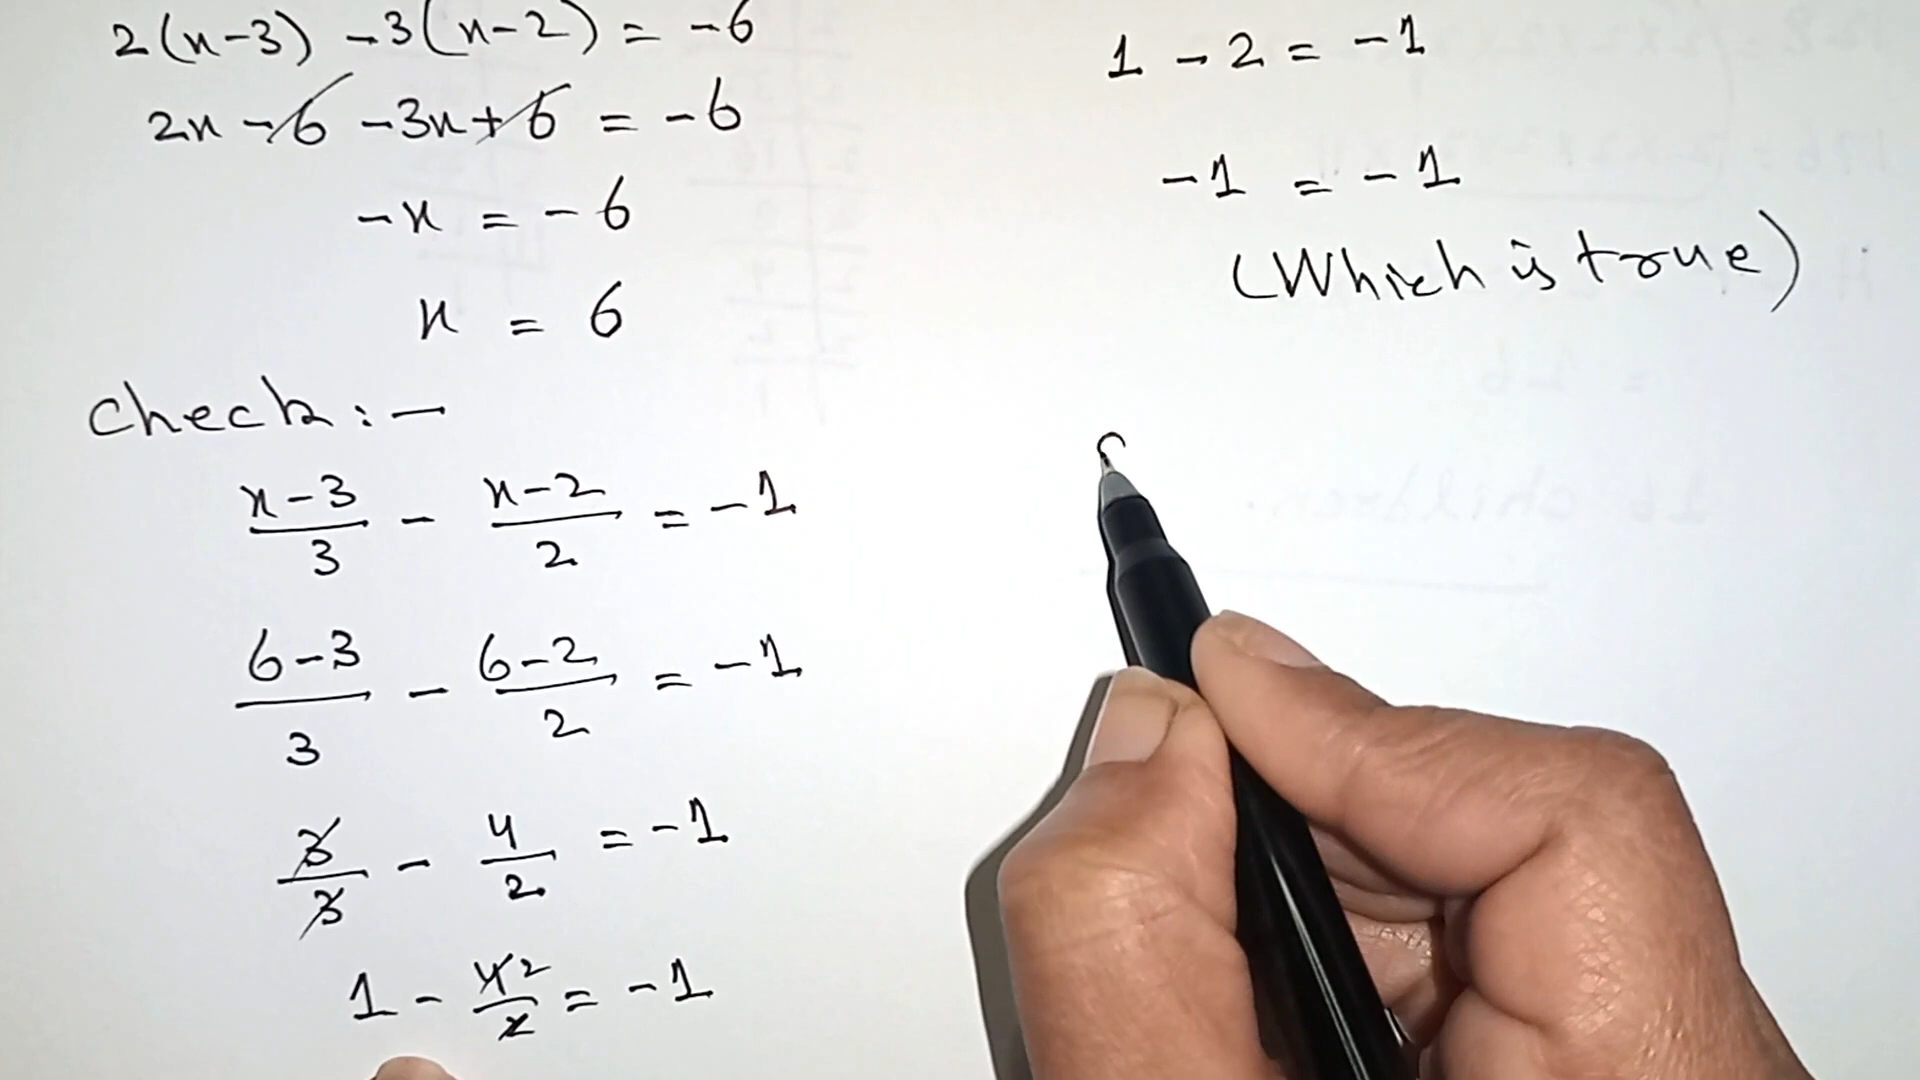 2(x-3) -3(x-2) = -6
2x -6 -3x+6 = -6
-x = -6
x = 6
Check:-
x-3/3 - x-2/2 = -1
6-3/3 - 6-2/2 = -1
3/3 - 4/2 = -1
1 - 4 2/2 = -1
1 - 2 = -1
-1 = -1
(Which is true)